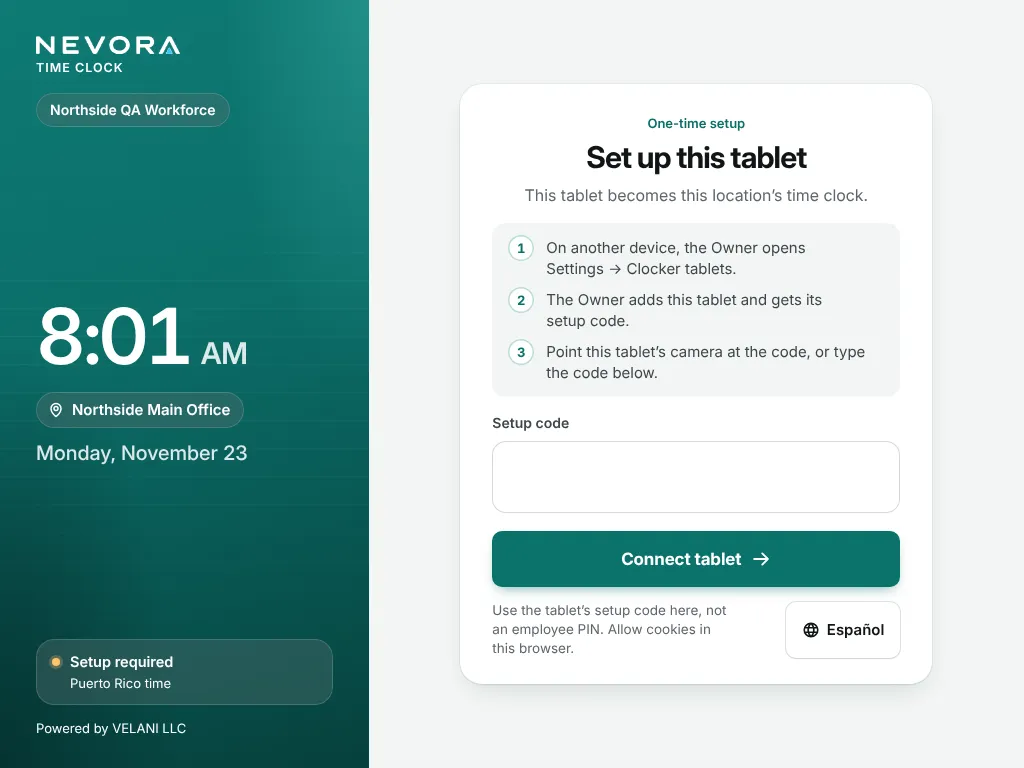 NEVORA
TIME CLOCK
Northside QA Workforce
8:01 AM
Northside Main Office
Monday, November 23
Setup required
Puerto Rico time
Powered by VELANI LLC
One-time setup
Set up this tablet
This tablet becomes this location’s time clock.
1 On another device, the Owner opens
Settings → Clocker tablets.
2 The Owner adds this tablet and gets its
setup code.
3 Point this tablet’s camera at the code, or type
the code below.
Setup code
Connect tablet →
Use the tablet’s setup code here, not
an employee PIN. Allow cookies in
this browser.
Español